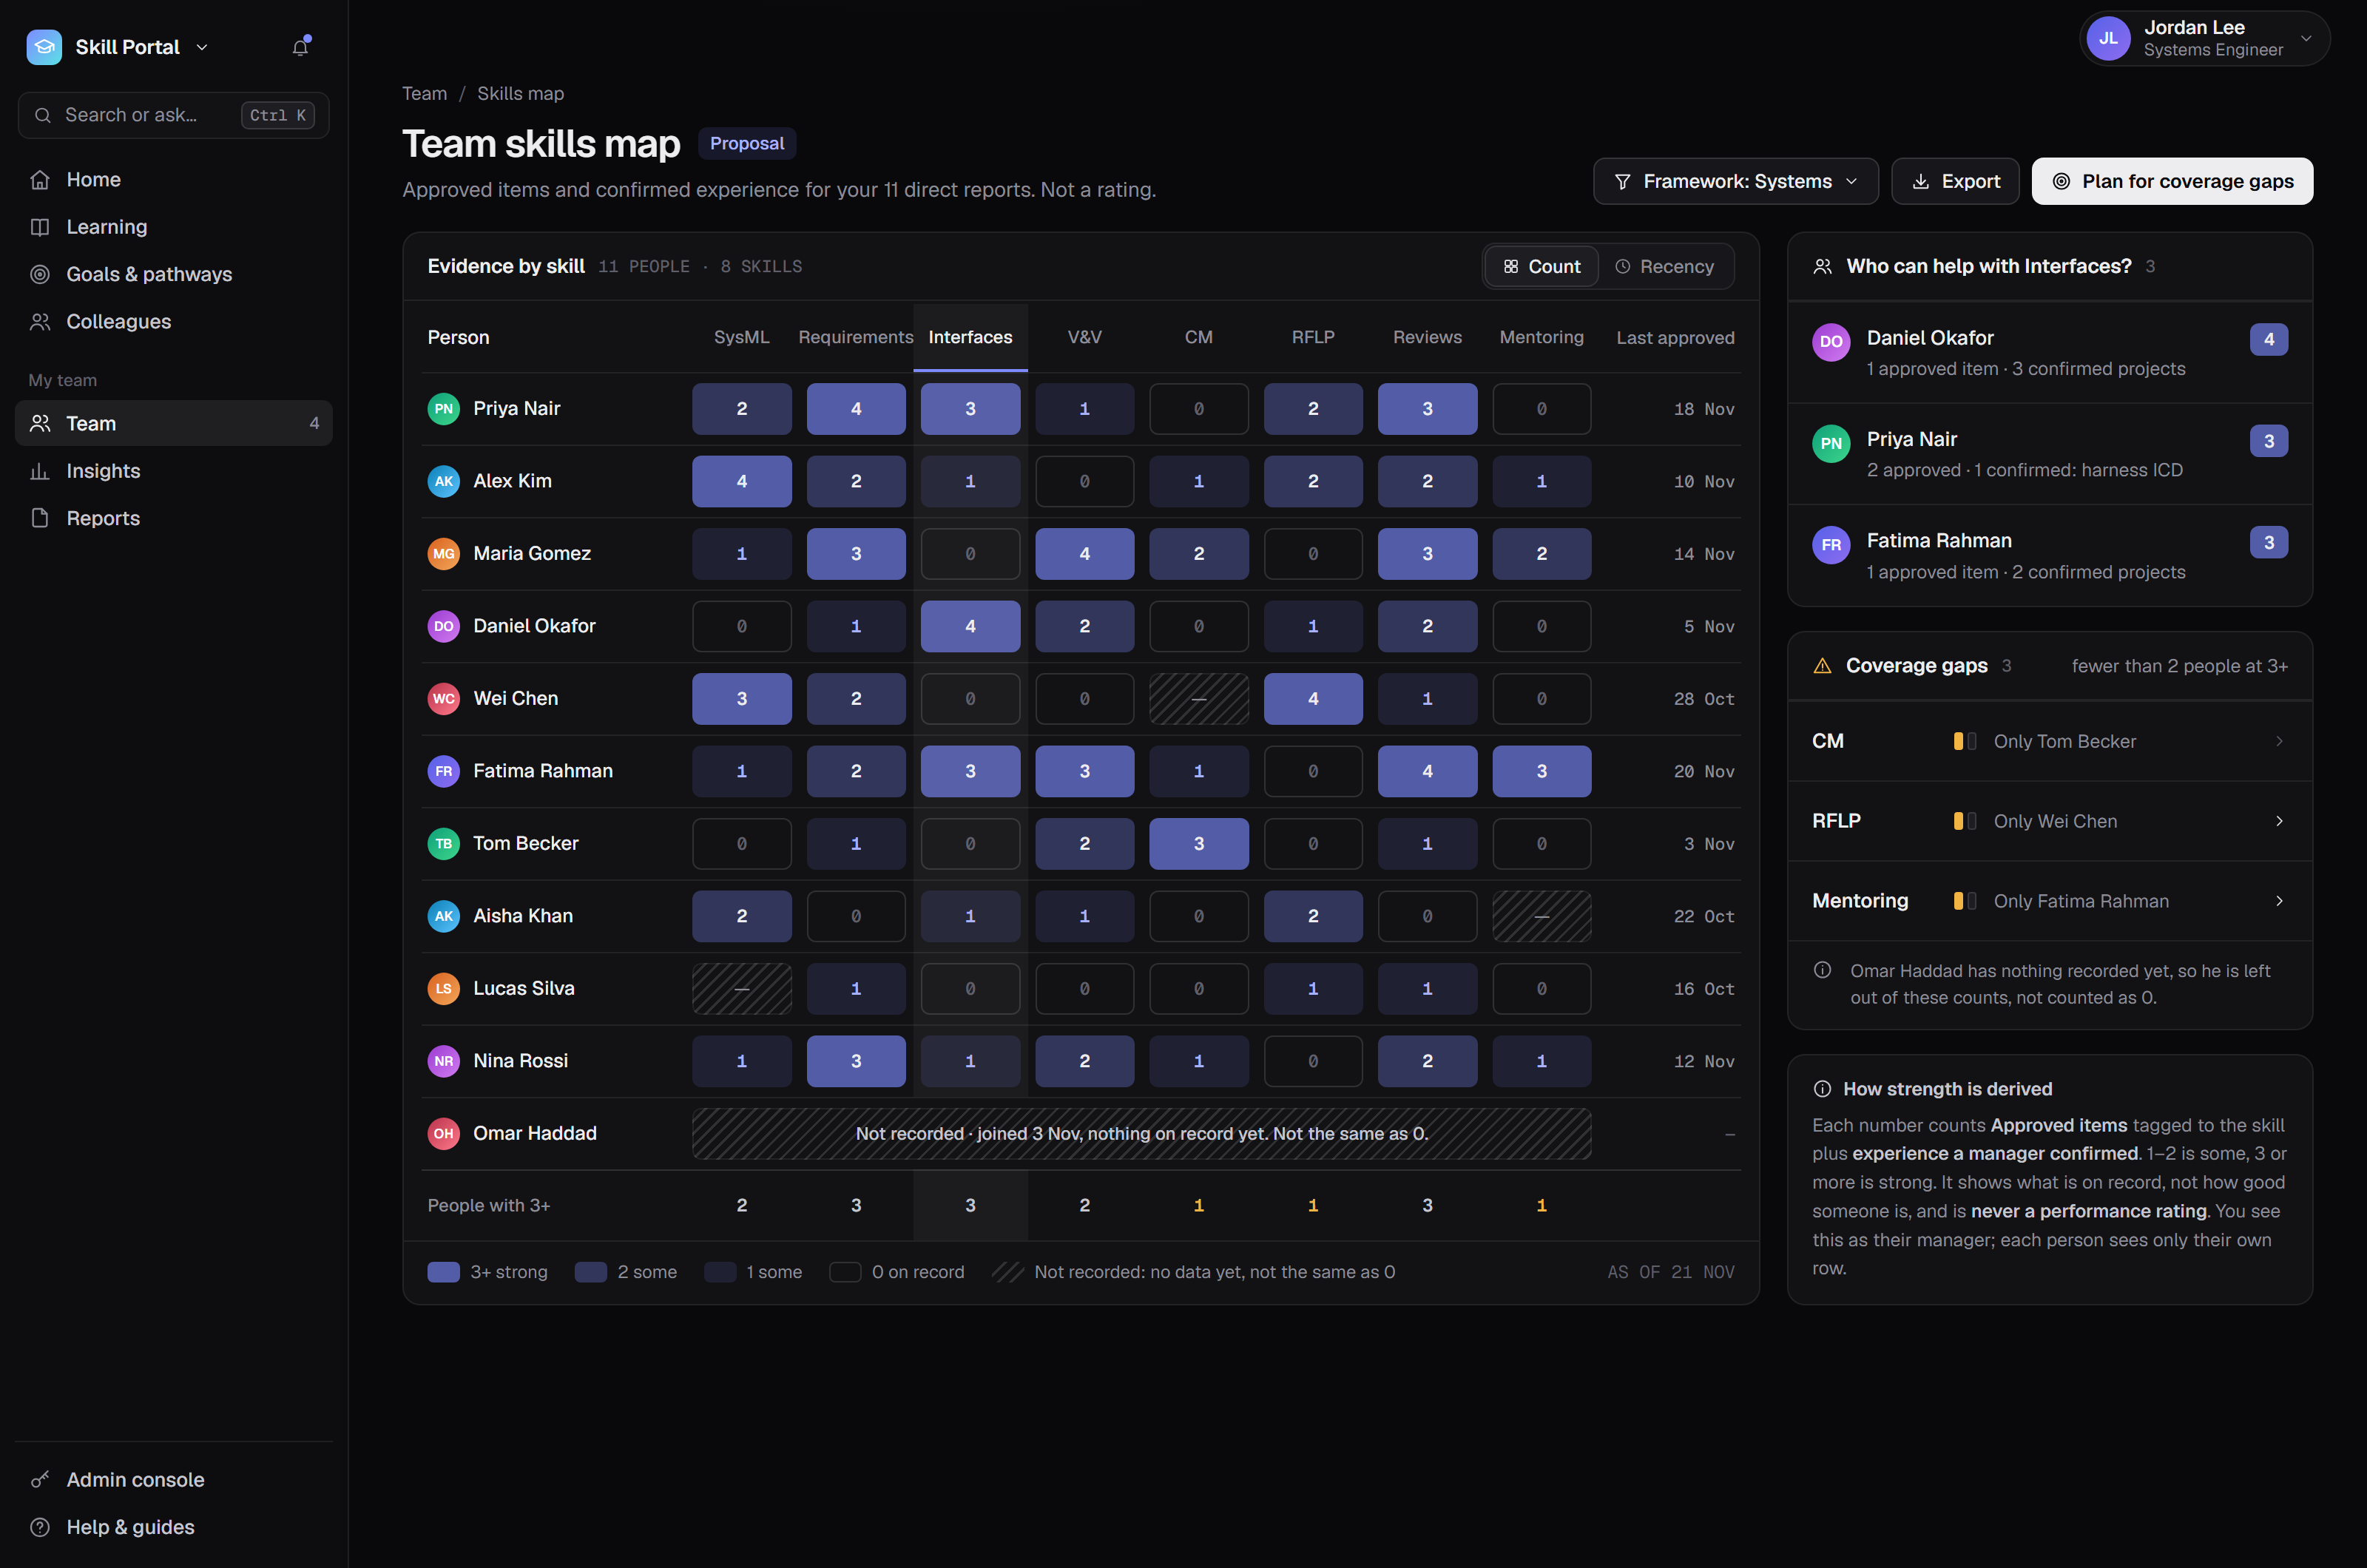 Skill Portal
Search or ask… Ctrl K
Home
Learning
Goals & pathways
Colleagues
My team
Team 4
Insights
Reports
Admin console
Help & guides
JL Jordan Lee
Systems Engineer
Team / Skills map
Team skills map Proposal
Approved items and confirmed experience for your 11 direct reports. Not a rating.
Framework: Systems Export Plan for coverage gaps
Evidence by skill 11 PEOPLE · 8 SKILLS Count Recency
Person SysML Requirements Interfaces V&V CM RFLP Reviews Mentoring Last approved
PN Priya Nair 2 4 3 1 0 2 3 0 18 Nov
AK Alex Kim 4 2 1 0 1 2 2 1 10 Nov
MG Maria Gomez 1 3 0 4 2 0 3 2 14 Nov
DO Daniel Okafor 0 1 4 2 0 1 2 0 5 Nov
WC Wei Chen 3 2 0 0 — 4 1 0 28 Oct
FR Fatima Rahman 1 2 3 3 1 0 4 3 20 Nov
TB Tom Becker 0 1 0 2 3 0 1 0 3 Nov
AK Aisha Khan 2 0 1 1 0 2 0 — 22 Oct
LS Lucas Silva — 1 0 0 0 1 1 0 16 Oct
NR Nina Rossi 1 3 1 2 1 0 2 1 12 Nov
OH Omar Haddad Not recorded · joined 3 Nov, nothing on record yet. Not the same as 0. –
People with 3+ 2 3 3 2 1 1 3 1
3+ strong 2 some 1 some 0 on record Not recorded: no data yet, not the same as 0 AS OF 21 NOV
Who can help with Interfaces? 3
DO Daniel Okafor 4
1 approved item · 3 confirmed projects
PN Priya Nair 3
2 approved · 1 confirmed: harness ICD
FR Fatima Rahman 3
1 approved item · 2 confirmed projects
Coverage gaps 3 fewer than 2 people at 3+
CM Only Tom Becker
RFLP Only Wei Chen
Mentoring Only Fatima Rahman
Omar Haddad has nothing recorded yet, so he is left
out of these counts, not counted as 0.
How strength is derived
Each number counts Approved items tagged to the skill
plus experience a manager confirmed. 1–2 is some, 3 or
more is strong. It shows what is on record, not how good
someone is, and is never a performance rating. You see
this as their manager; each person sees only their own
row.